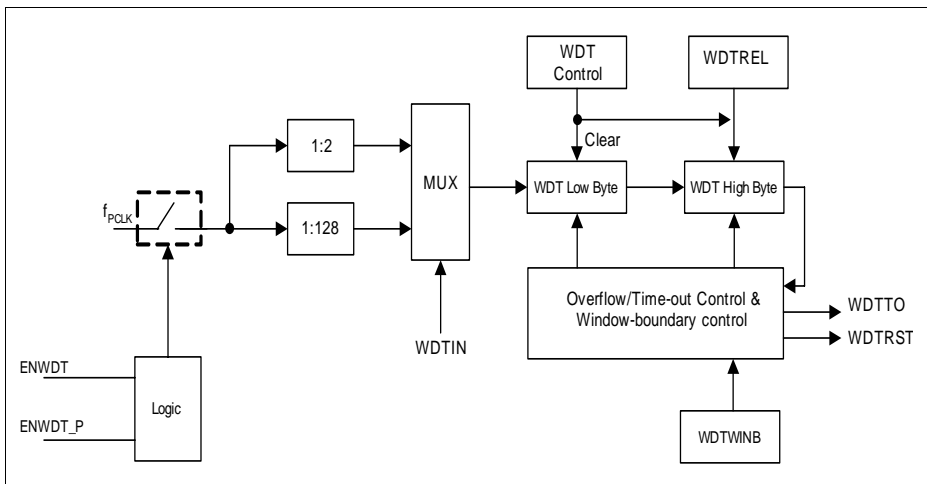 WDT
Control
WDTREL
Clear
1:2
MUX
WDT Low Byte
WDT High Byte
fPCLK
1:128
Overflow/Time-out Control &
Window-boundary control
WDTTO
WDTRST
WDTIN
ENWDT
Logic
ENWDT_P
WDTWINB